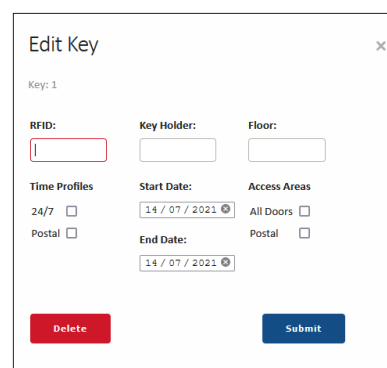 Edit Key ×
Key: 1
RFID: Key Holder: Floor:
Time Profiles Start Date: Access Areas
24/7 14 / 07 / 2021 All Doors
Postal End Date: Postal
14 / 07 / 2021
Delete Submit